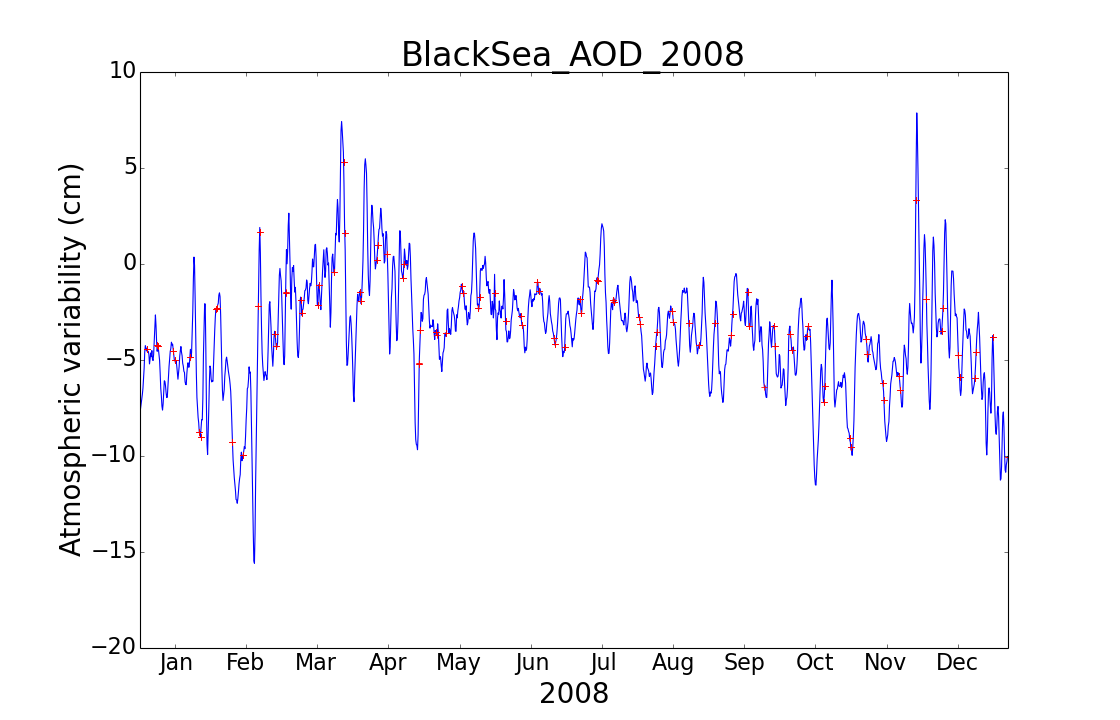 BlackSea_AOD_2008
Atmospheric variability (cm)
10
5
0
−5
−10
−15
−20
Jan Feb Mar Apr May Jun Jul Aug Sep Oct Nov Dec
2008